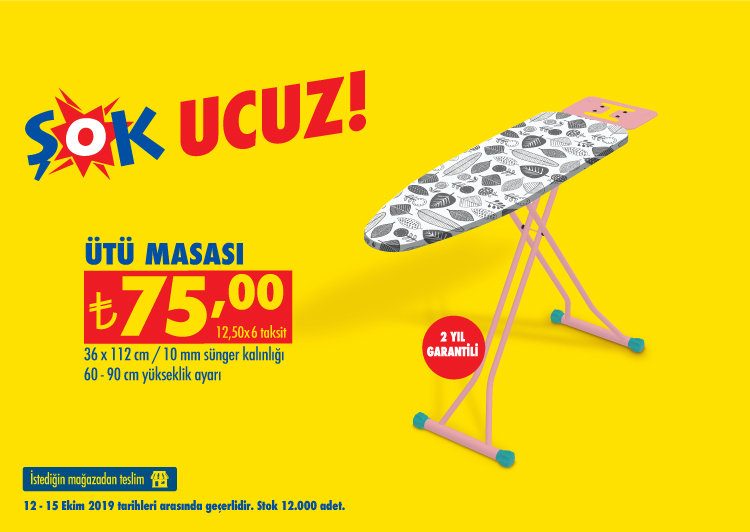 ŞOK UCUZ!
ÜTÜ MASASI
₺75,00
12,50x6 taksit
36 x 112 cm / 10 mm sünger kalınlığı
60 - 90 cm yükseklik ayarı
2 YIL
GARANTİLİ
İstediğin mağazadan teslim
12 - 15 Ekim 2019 tarihleri arasında geçerlidir. Stok 12.000 adet.